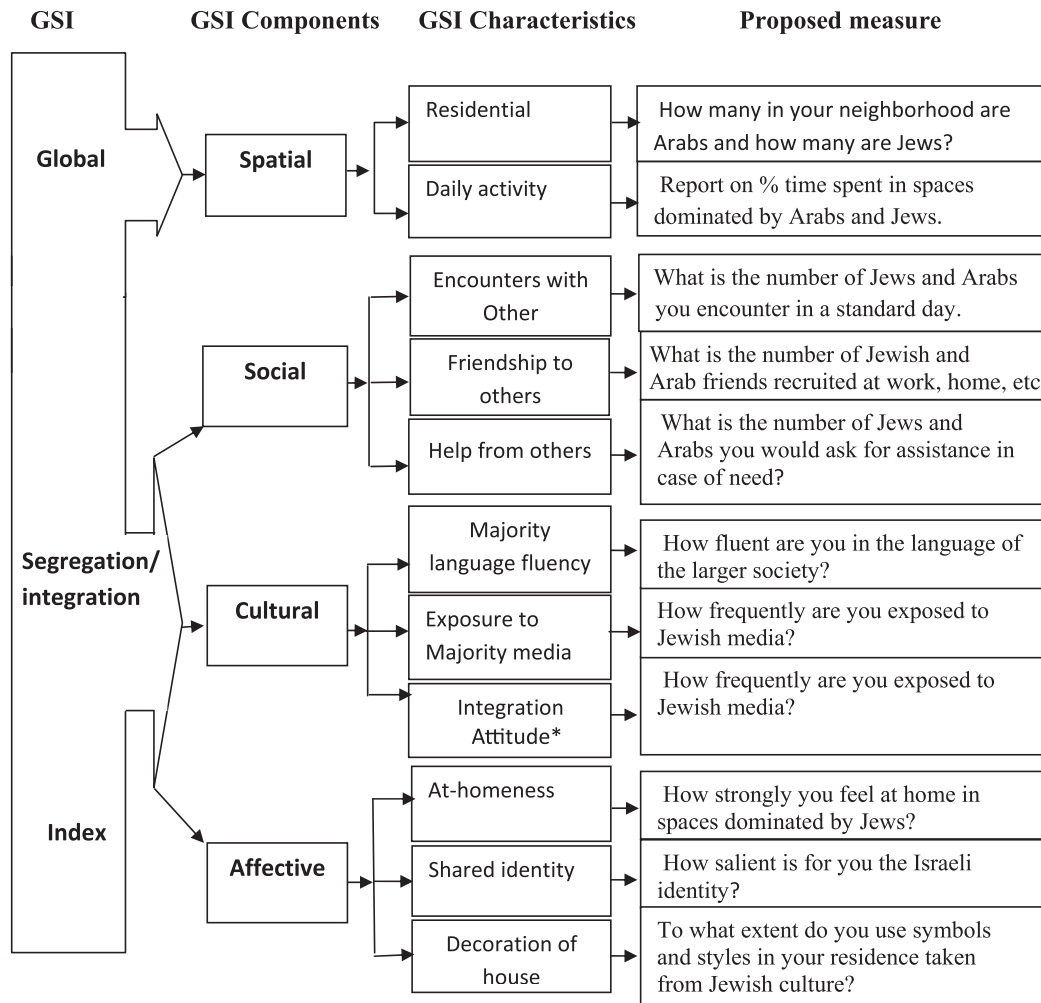 GSI GSI Components GSI Characteristics Proposed measure
Global
Segregation/
integration
Index
Spatial
Residential
How many in your neighborhood are
Arabs and how many are Jews?
Daily activity
Report on % time spent in spaces
dominated by Arabs and Jews.
Social
Encounters with
Other
What is the number of Jews and Arabs
you encounter in a standard day.
Friendship to
others
What is the number of Jewish and
Arab friends recruited at work, home, etc
Help from others
What is the number of Jews and
Arabs you would ask for assistance in
case of need?
Cultural
Majority
language fluency
How fluent are you in the language of
the larger society?
Exposure to
Majority media
How frequently are you exposed to
Jewish media?
Integration
Attitude*
How frequently are you exposed to
Jewish media?
Affective
At-homeness
How strongly you feel at home in
spaces dominated by Jews?
Shared identity
How salient is for you the Israeli
identity?
Decoration of
house
To what extent do you use symbols
and styles in your residence taken
from Jewish culture?